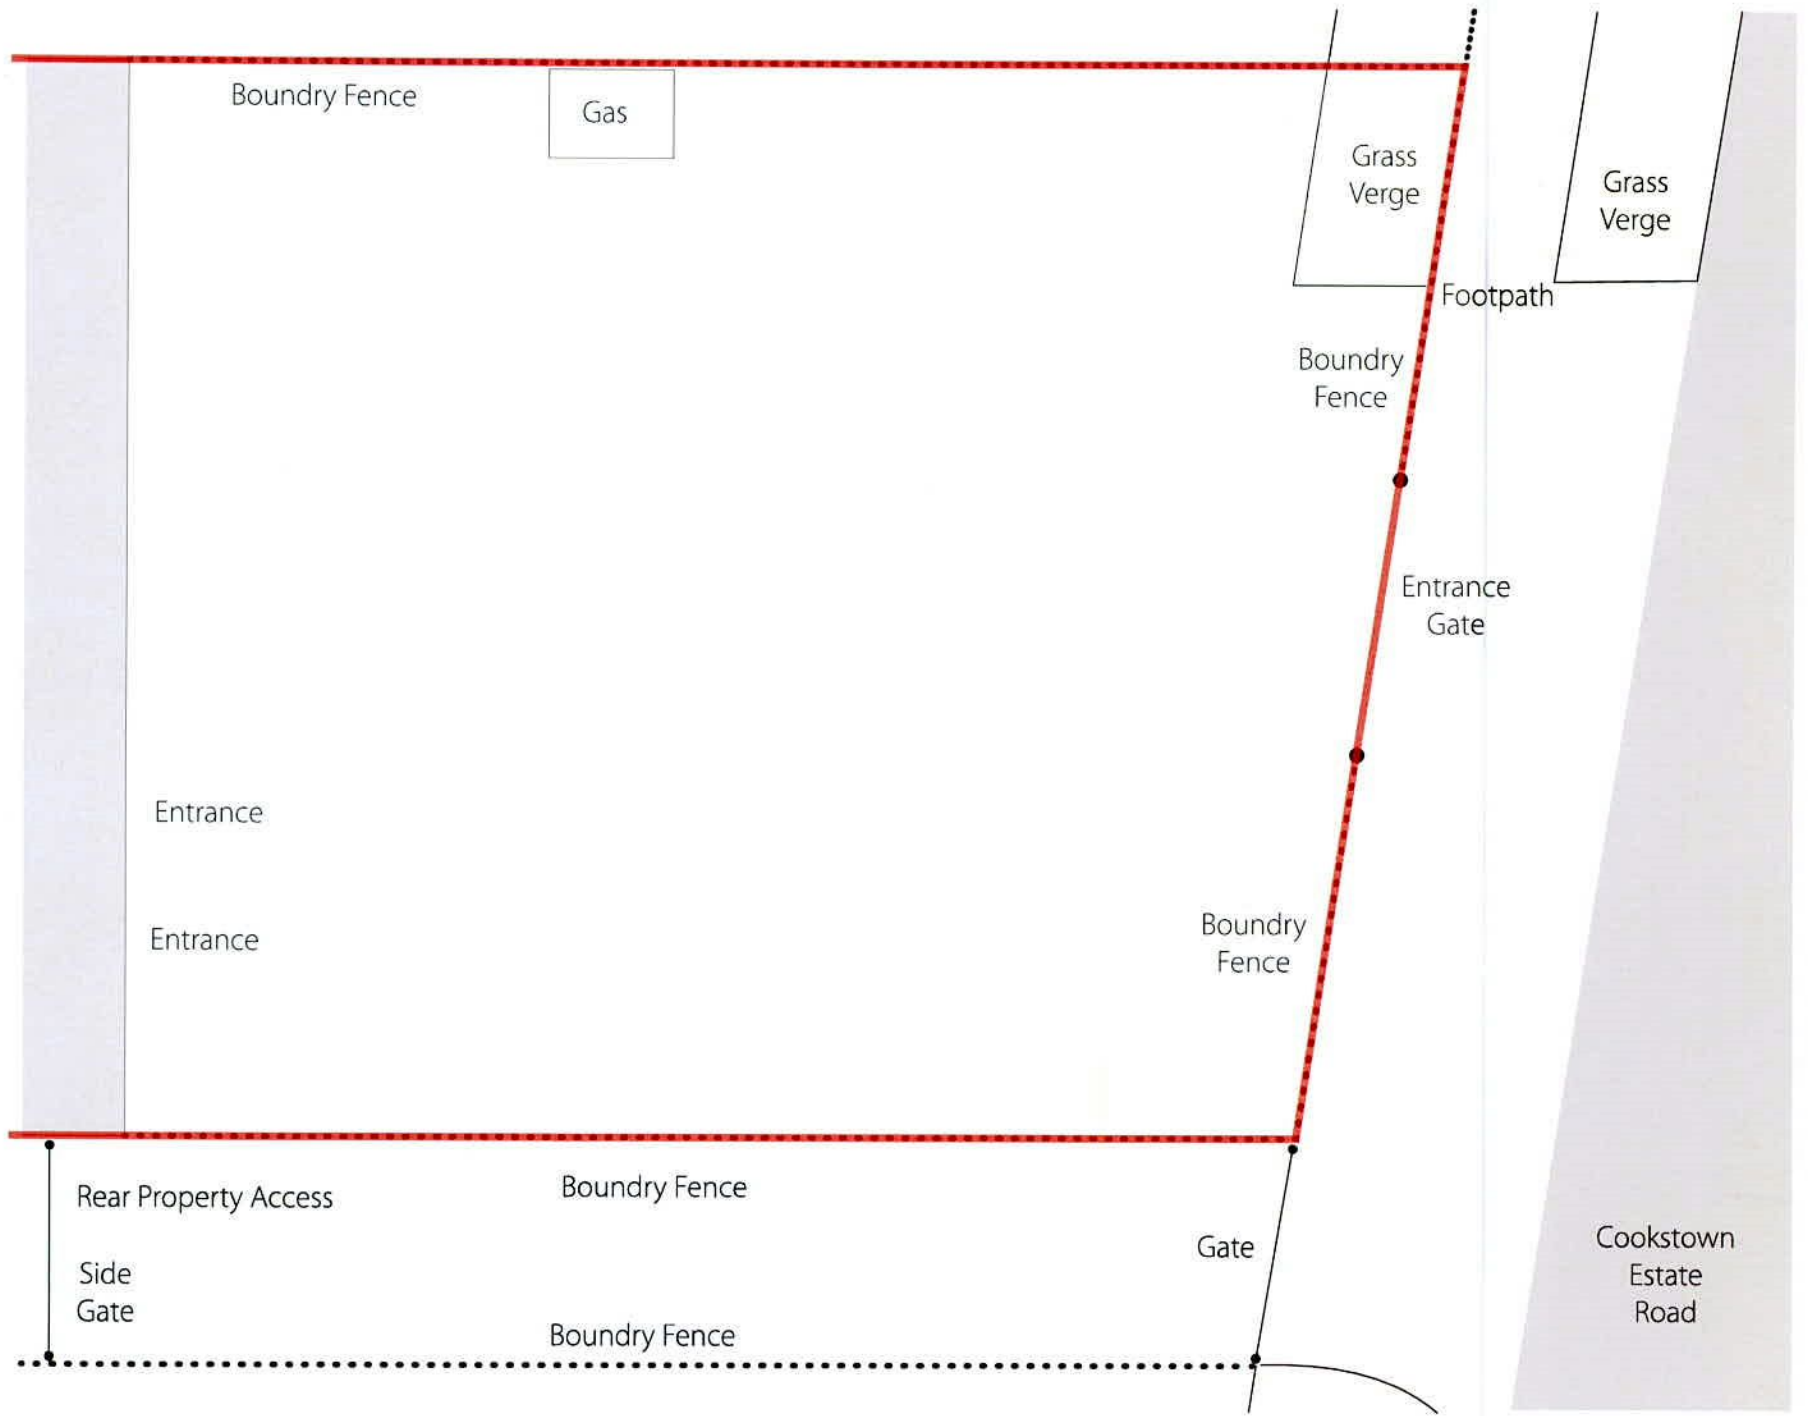 Boundry Fence
Gas
Grass
Verge
Grass
Verge
Footpath
Boundry
Fence
Entrance
Gate
Entrance
Entrance
Boundry
Fence
Rear Property Access
Boundry Fence
Gate
Side
Gate
Boundry Fence
Cookstown
Estate
Road